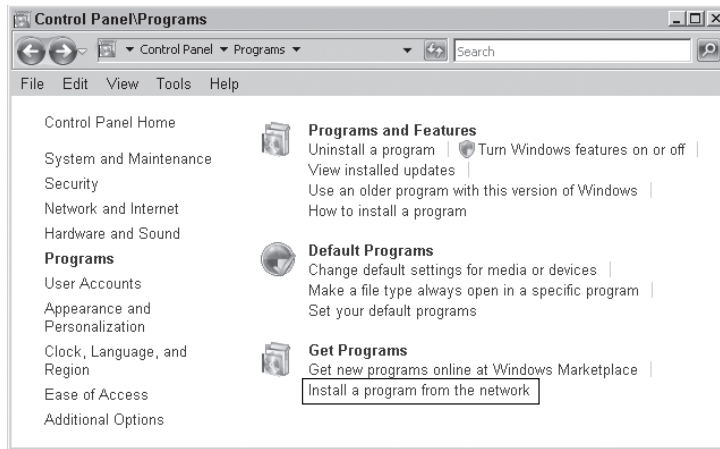 Control Panel\Programs
Control Panel Programs Search
File Edit View Tools Help
Control Panel Home
System and Maintenance
Security
Network and Internet
Hardware and Sound
Programs
User Accounts
Appearance and
Personalization
Clock, Language, and
Region
Ease of Access
Additional Options
Programs and Features
Uninstall a program | Turn Windows features on or off |
View installed updates |
Use an older program with this version of Windows |
How to install a program
Default Programs
Change default settings for media or devices |
Make a file type always open in a specific program |
Set your default programs
Get Programs
Get new programs online at Windows Marketplace |
Install a program from the network